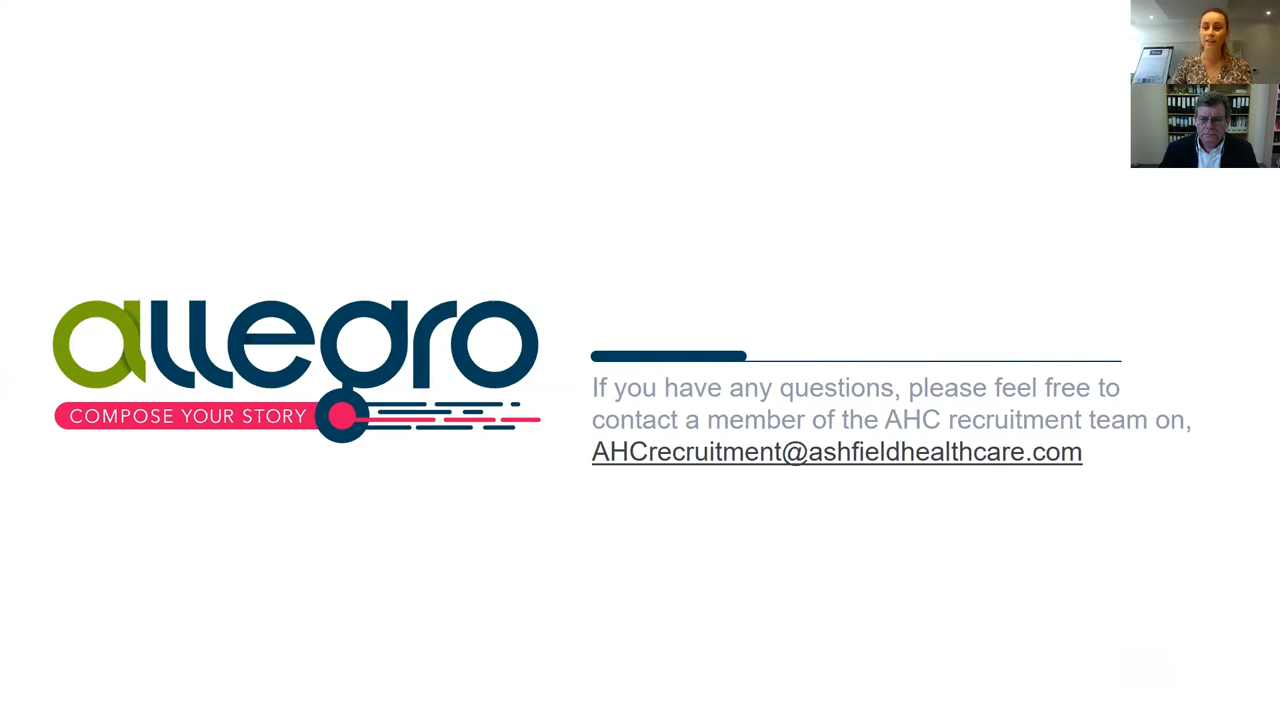 allegro
COMPOSE YOUR STORY
If you have any questions, please feel free to
contact a member of the AHC recruitment team on,
AHCrecruitment@ashfieldhealthcare.com